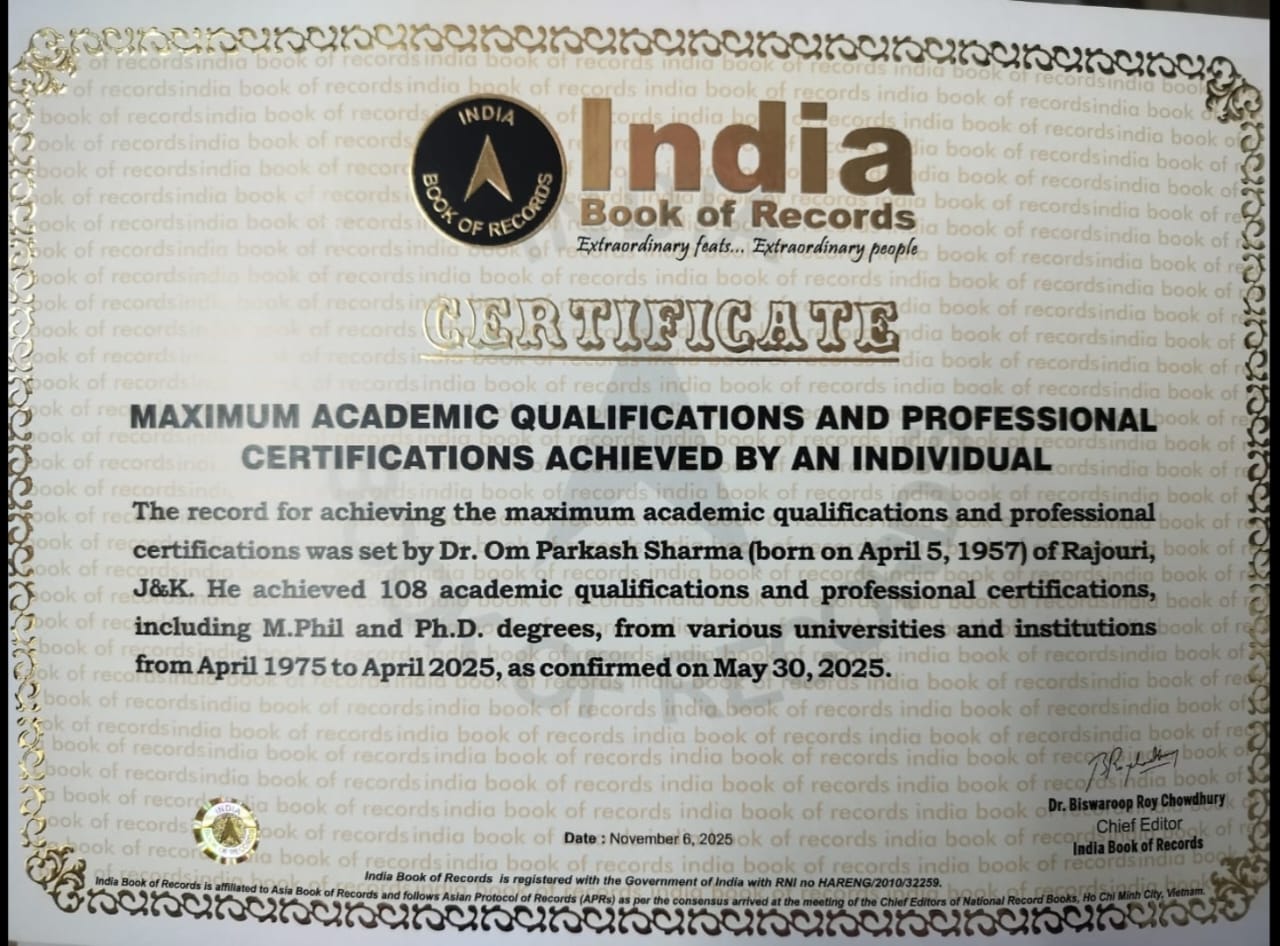 INDIA
BOOK OF RECORDS
India
Book of Records
Extraordinary feats... Extraordinary people
CERTIFICATE
MAXIMUM ACADEMIC QUALIFICATIONS AND PROFESSIONAL
CERTIFICATIONS ACHIEVED BY AN INDIVIDUAL
The record for achieving the maximum academic qualifications and professional
certifications was set by Dr. Om Parkash Sharma (born on April 5, 1957) of Rajouri,
J&K. He achieved 108 academic qualifications and professional certifications,
including M.Phil and Ph.D. degrees, from various universities and institutions
from April 1975 to April 2025, as confirmed on May 30, 2025.
Dr. Biswaroop Roy Chowdhury
Chief Editor
India Book of Records
Date : November 6, 2025
India Book of Records is registered with the Government of India with RNI no HARENG/2010/32259.
India Book of Records is affiliated to Asia Book of Records and follows Asian Protocol of Records (APRs) as per the consensus arrived at the meeting of the Chief Editors of National Record Books, Ho Chi Minh City, Vietnam.